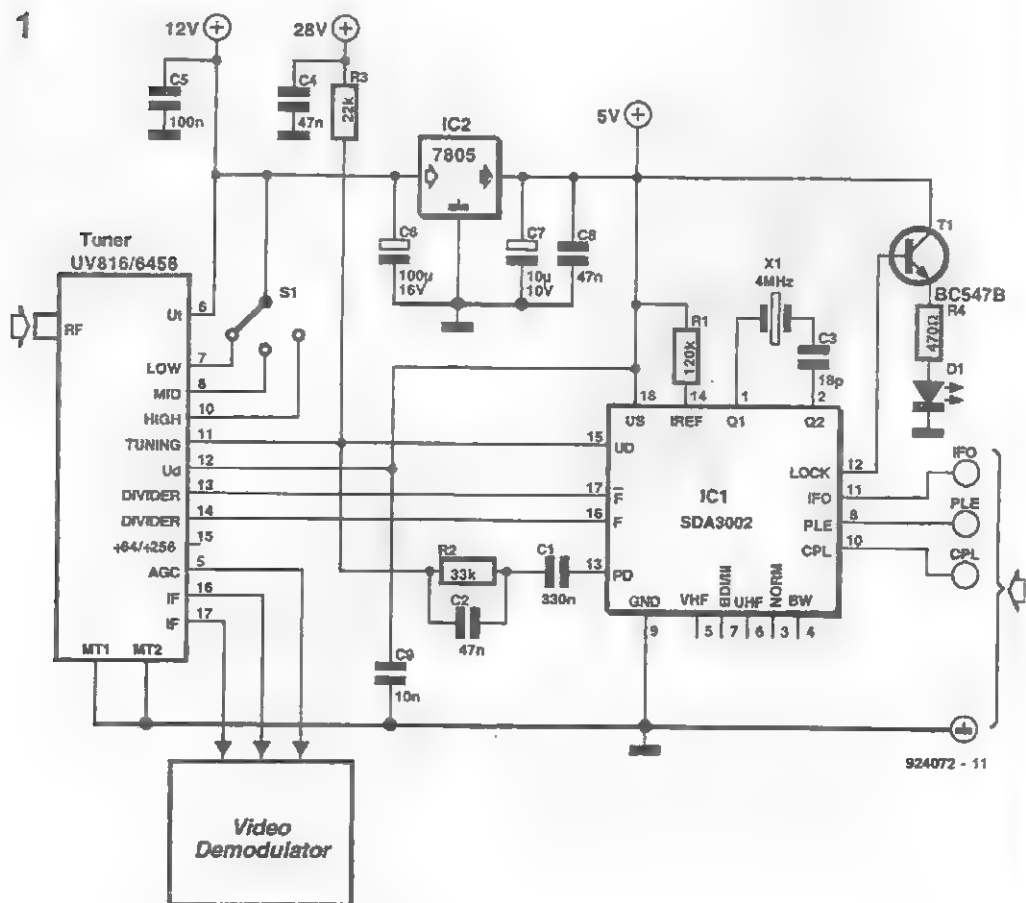 1
12V
28V
C5
100n
C4
47n
R3
22k
IC2
7805
5V
C6
100µ
16V
C7
10µ
10V
C8
47n
T1
BC547B
R4
470Ω
D1
X1
4MHz
C3
18p
R1
120k
Tuner
UV816/6456
RF
S1
Ut
6
LOW
7
MID
8
HIGH
10
TUNING
11
Ud
12
DIVIDER
13
DIVIDER
14
+64/+256
15
AGC
5
IF
16
IF
17
MT1
MT2
18
14
1
2
US
IREF
Q1
Q2
15
UD
17
F
16
F
13
PD
IC1
SDA3002
LOCK
12
IFO
11
PLE
8
CPL
10
IFO
PLE
CPL
GND
VHF
BDI/III
UHF
NORM
BW
9
5
7
6
3
4
R2
33k
C2
47n
C1
330n
C9
10n
924072 - 11
Video
Demodulator